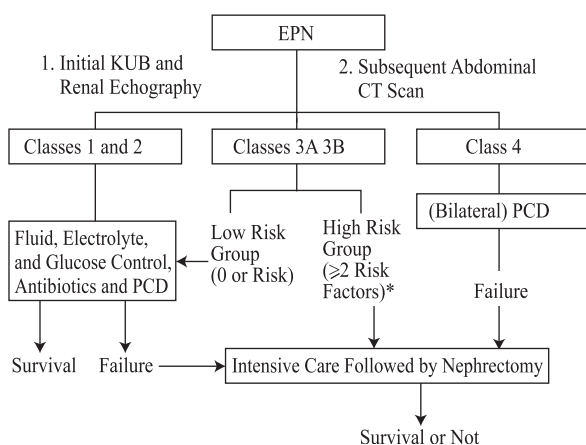 EPN
1. Initial KUB and
Renal Echography
2. Subsequent Abdominal
CT Scan
Classes 1 and 2
Classes 3A 3B
Class 4
Fluid, Electrolyte,
and Glucose Control,
Antibiotics and PCD
Low Risk
Group
(0 or Risk)
High Risk
Group
(⩾2 Risk
Factors)*
(Bilateral) PCD
Failure
Survival
Failure
Intensive Care Followed by Nephrectomy
Survival or Not